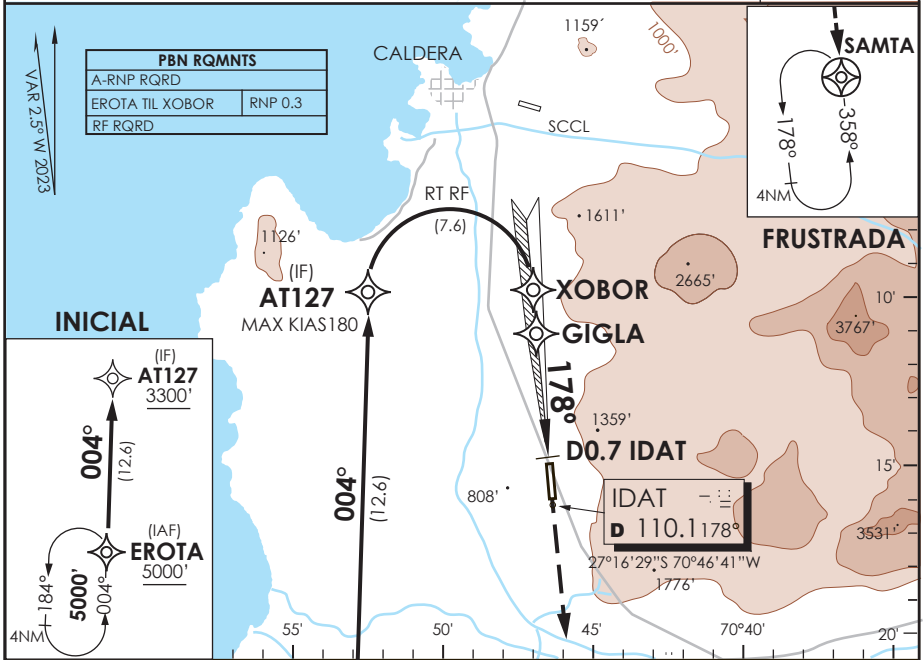 VAR 2.5° W 2023
PBN RQMNTS
A-RNP RQRD
EROTA TIL XOBOR RNP 0.3
RF RQRD
CALDERA
1159'
1000'
SCCL
SAMTA
178°
358°
4NM
FRUSTRADA
RT RF
(7.6)
1611'
1126'
2665'
(IF)
AT127
MAX KIAS180
XOBOR
10'
GIGLA
3767'
INICIAL
(IF)
AT127
3300'
004°
(12.6)
(IAF)
EROTA
5000'
184°
5000'
004°
4NM
004°
(12.6)
178°
1359'
D0.7 IDAT
15'
808'
IDAT
D 110.1 178°
3531'
27°16'29"S 70°46'41"W
1776'
55'
50'
45'
70°40'
20'